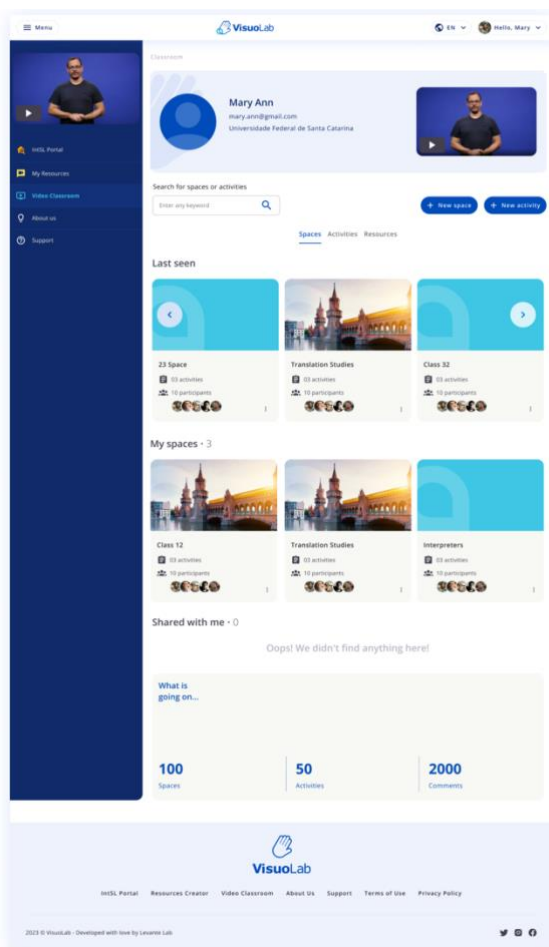 Menu
VisuoLab
EN
Hello, Mary
Classroom
Mary Ann
mary.ann@gmail.com
Universidade Federal de Santa Catarina
IntSL Portal
My Resources
Video Classroom
About us
Support
Search for spaces or activities
Enter any keyword
+ New space
+ New activity
Spaces Activities Resources
Last seen
23 Space
03 activities
10 participants
Translation Studies
03 activities
10 participants
Class 32
03 activities
10 participants
My spaces • 3
Class 12
03 activities
10 participants
Translation Studies
03 activities
10 participants
Interpreters
03 activities
10 participants
Shared with me • 0
Oops! We didn't find anything here!
What is
going on...
100
Spaces
50
Activities
2000
Comments
VisuoLab
IntSL Portal Resources Creator Video Classroom About Us Support Terms of Use Privacy Policy
2023 © VisuoLab - Developed with love by Levante Lab